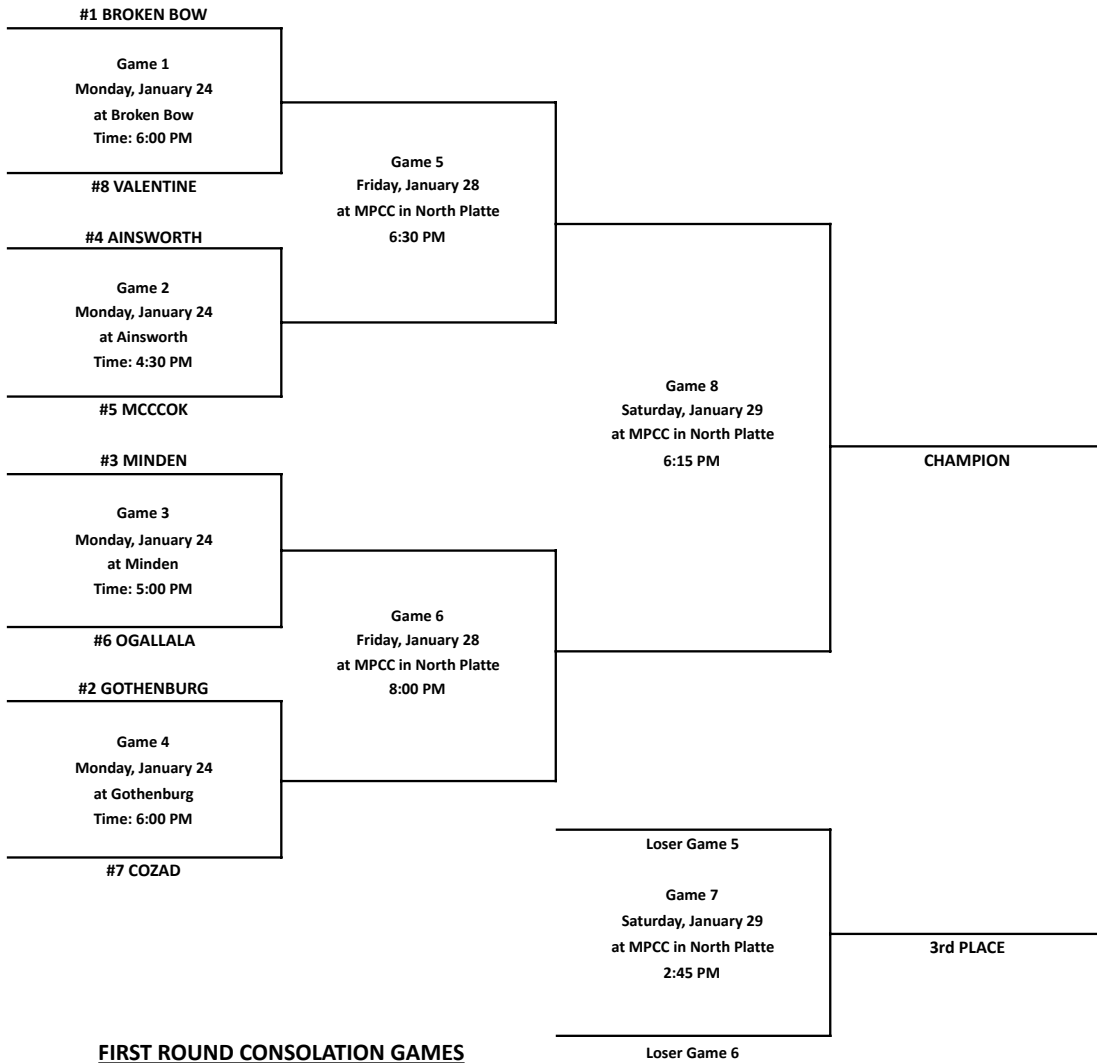 #1 BROKEN BOW
Game 1
Monday, January 24
at Broken Bow
Time: 6:00 PM
#8 VALENTINE
#4 AINSWORTH
Game 2
Monday, January 24
at Ainsworth
Time: 4:30 PM
#5 MCCCOK
#3 MINDEN
Game 3
Monday, January 24
at Minden
Time: 5:00 PM
#6 OGALLALA
#2 GOTHENBURG
Game 4
Monday, January 24
at Gothenburg
Time: 6:00 PM
#7 COZAD
Game 5
Friday, January 28
at MPCC in North Platte
6:30 PM
Game 6
Friday, January 28
at MPCC in North Platte
8:00 PM
Game 8
Saturday, January 29
at MPCC in North Platte
6:15 PM
CHAMPION
Loser Game 5
Game 7
Saturday, January 29
at MPCC in North Platte
2:45 PM
Loser Game 6
3rd PLACE
FIRST ROUND CONSOLATION GAMES